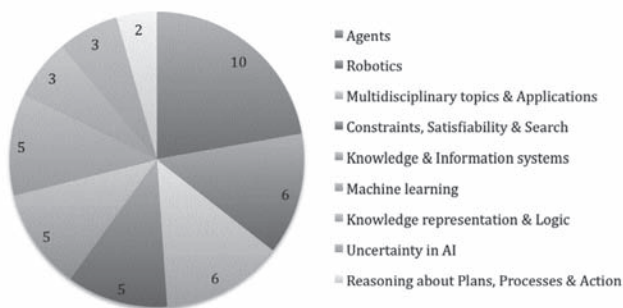 2
3
3
10
5
6
5
5
6
Agents
Robotics
Multidisciplinary topics & Applications
Constraints, Satisfiability & Search
Knowledge & Information systems
Machine learning
Knowledge representation & Logic
Uncertainty in AI
Reasoning about Plans, Processes & Action